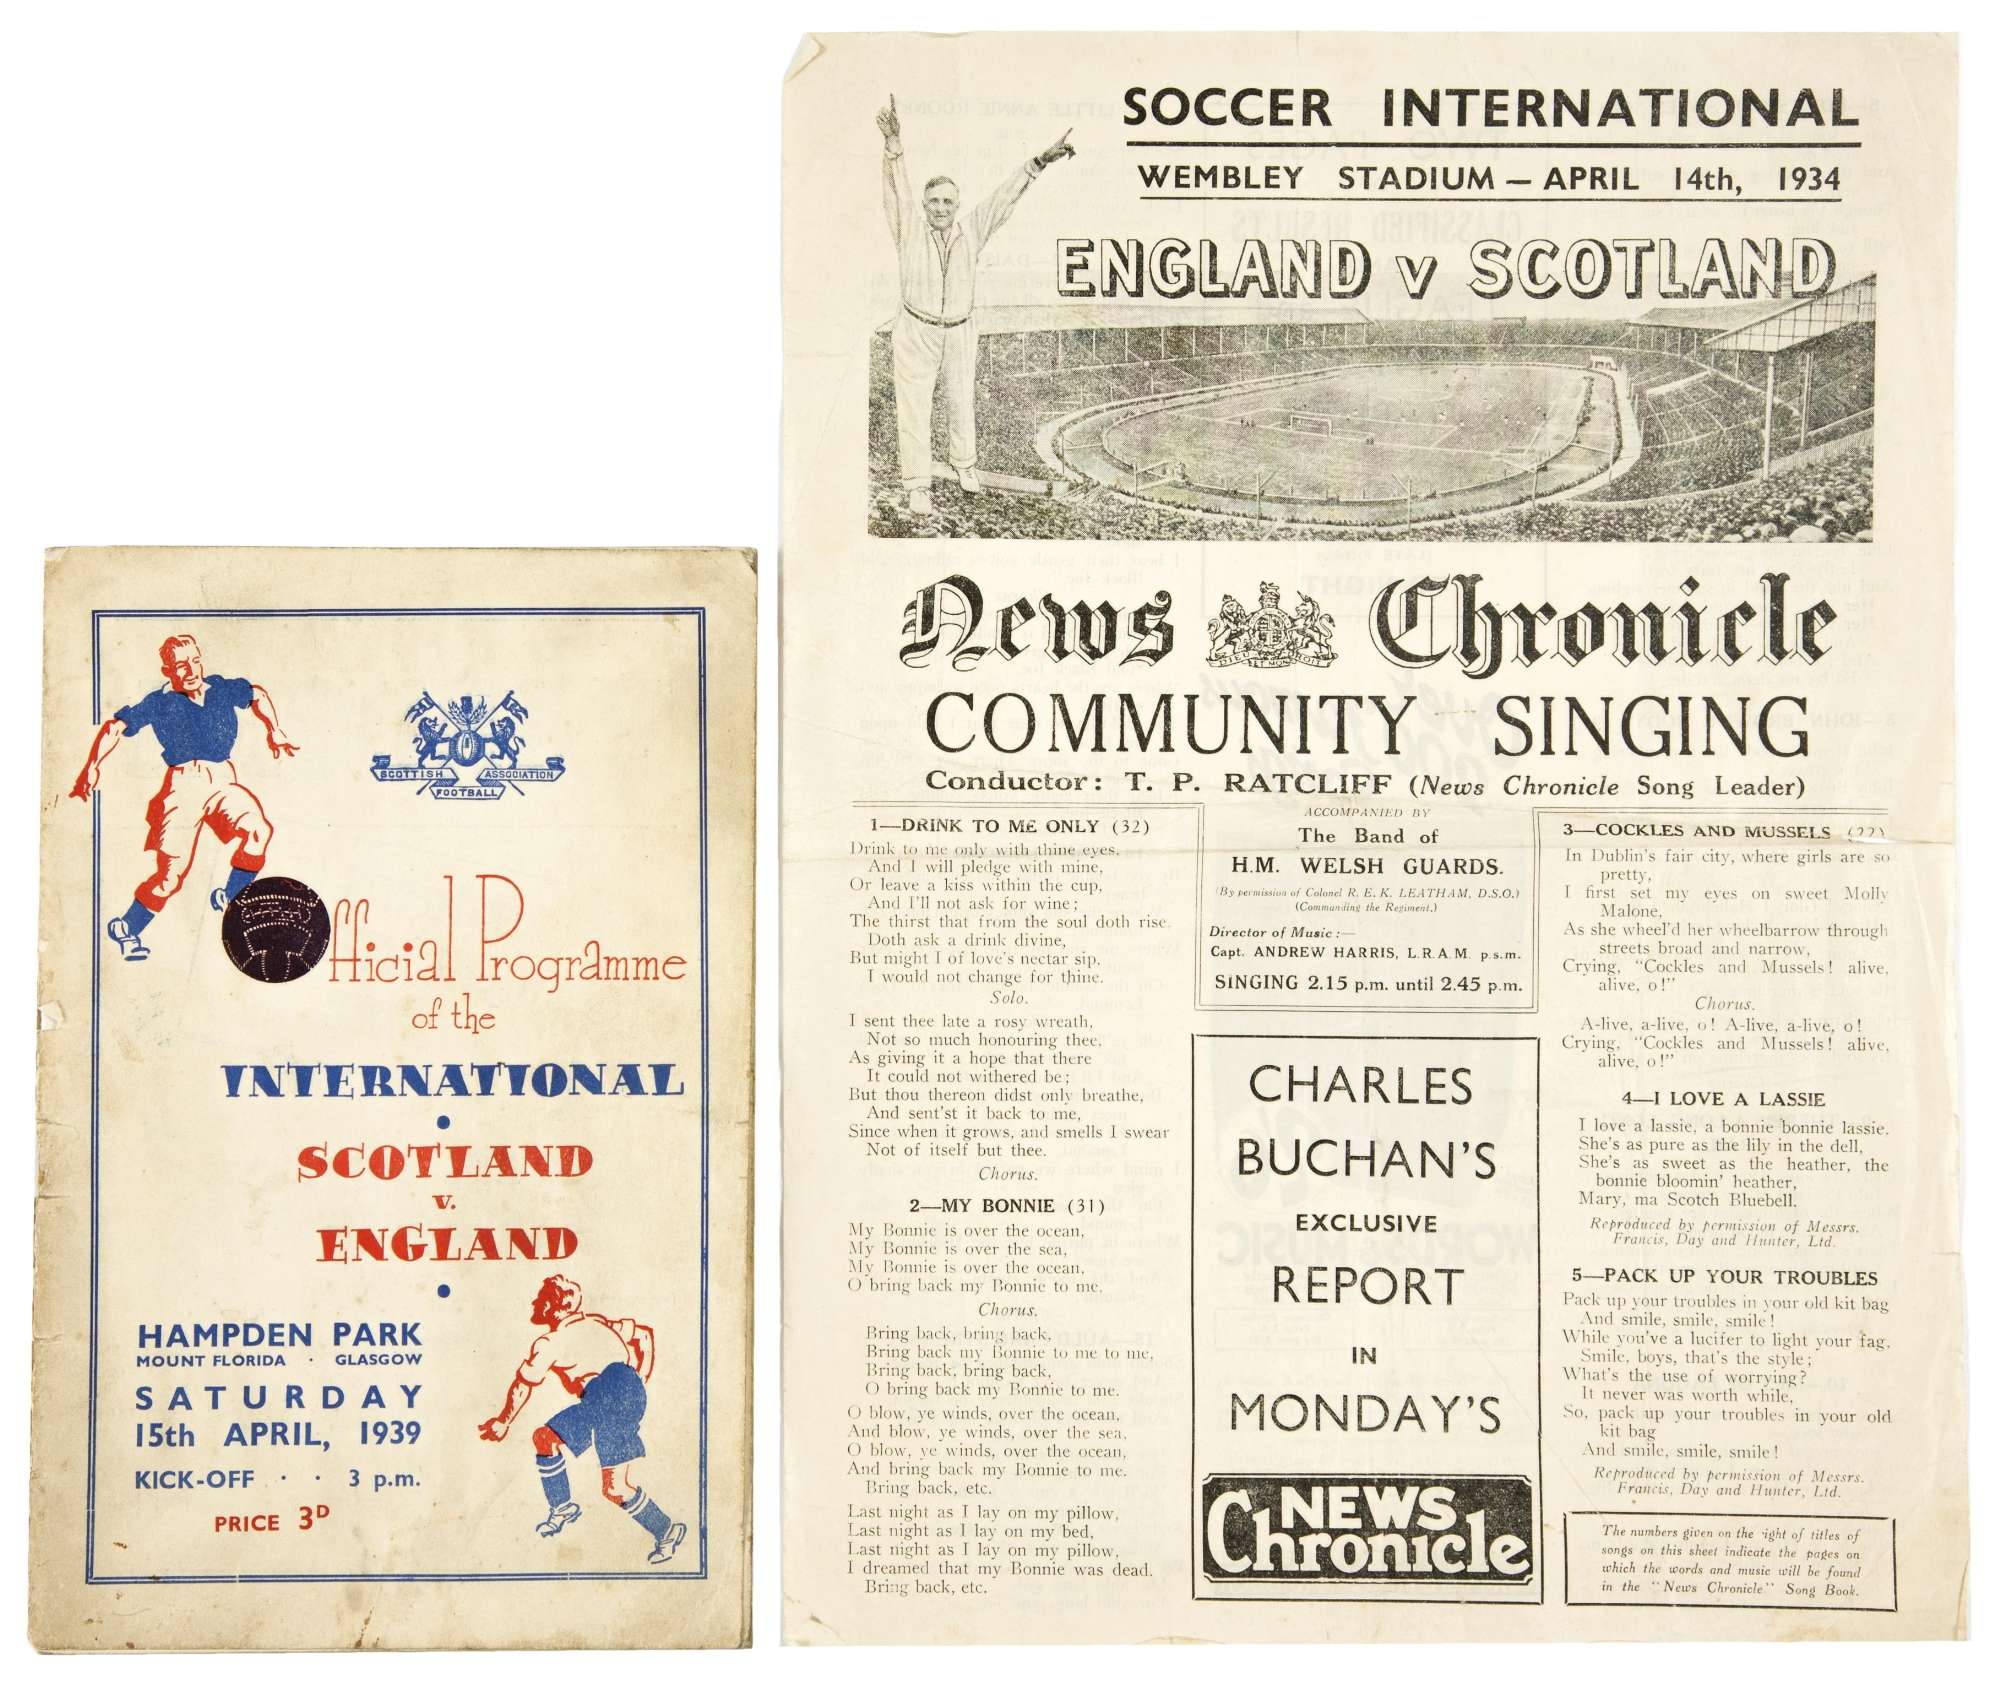 SCOTTISH ASSOCIATION
FOOTBALL
Official Programme
of the
INTERNATIONAL
SCOTLAND
v.
ENGLAND
HAMPDEN PARK
MOUNT FLORIDA · GLASGOW
SATURDAY
15th APRIL, 1939
KICK-OFF · · 3 p.m.
PRICE 3D
SOCCER INTERNATIONAL
WEMBLEY STADIUM — APRIL 14th, 1934
ENGLAND v SCOTLAND
News Chronicle
COMMUNITY SINGING
Conductor: T. P. RATCLIFF (News Chronicle Song Leader)
1—DRINK TO ME ONLY (32)
Drink to me only with thine eyes,
And I will pledge with mine,
Or leave a kiss within the cup,
And I'll not ask for wine;
The thirst that from the soul doth rise,
Doth ask a drink divine,
But might I of love's nectar sip,
I would not change for thine.
Solo.
I sent thee late a rosy wreath,
Not so much honouring thee,
As giving it a hope that there
It could not withered be;
But thou thereon didst only breathe,
And sent'st it back to me,
Since when it grows, and smells I swear
Not of itself but thee.
Chorus.
2—MY BONNIE (31)
My Bonnie is over the ocean,
My Bonnie is over the sea,
My Bonnie is over the ocean,
O bring back my Bonnie to me.
Chorus.
Bring back, bring back,
Bring back my Bonnie to me to me,
Bring back, bring back,
O bring back my Bonnie to me.
O blow, ye winds, over the ocean,
And blow, ye winds, over the sea,
O blow, ye winds, over the ocean,
And bring back my Bonnie to me.
Bring back, etc.
Last night as I lay on my pillow,
Last night as I lay on my bed,
Last night as I lay on my pillow,
I dreamed that my Bonnie was dead.
Bring back, etc.
ACCOMPANIED BY
The Band of
H.M. WELSH GUARDS.
(By permission of Colonel R. E. K. LEATHAM, D.S.O.)
(Commanding the Regiment.)
Director of Music:—
Capt. ANDREW HARRIS, L.R.A.M. p.s.m.
SINGING 2.15 p.m. until 2.45 p.m.
CHARLES
BUCHAN'S
EXCLUSIVE
REPORT
IN
MONDAY'S
NEWS
Chronicle
3—COCKLES AND MUSSELS (22)
In Dublin's fair city, where girls are so
pretty,
I first set my eyes on sweet Molly
Malone,
As she wheel'd her wheelbarrow through
streets broad and narrow,
Crying, "Cockles and Mussels! alive,
alive, o!"
Chorus.
A-live, a-live, o! A-live, a-live, o!
Crying, "Cockles and Mussels! alive,
alive, o!"
4—I LOVE A LASSIE
I love a lassie, a bonnie bonnie lassie,
She's as pure as the lily in the dell,
She's as sweet as the heather, the
bonnie bloomin' heather,
Mary, ma Scotch Bluebell.
Reproduced by permission of Messrs.
Francis, Day and Hunter, Ltd.
5—PACK UP YOUR TROUBLES
Pack up your troubles in your old kit bag
And smile, smile, smile!
While you've a lucifer to light your fag,
Smile, boys, that's the style;
What's the use of worrying?
It never was worth while,
So, pack up your troubles in your old
kit bag
And smile, smile, smile!
Reproduced by permission of Messrs.
Francis, Day and Hunter, Ltd.
The numbers given on the right of titles of
songs on this sheet indicate the pages on
which the words and music will be found
in the "News Chronicle" Song Book.